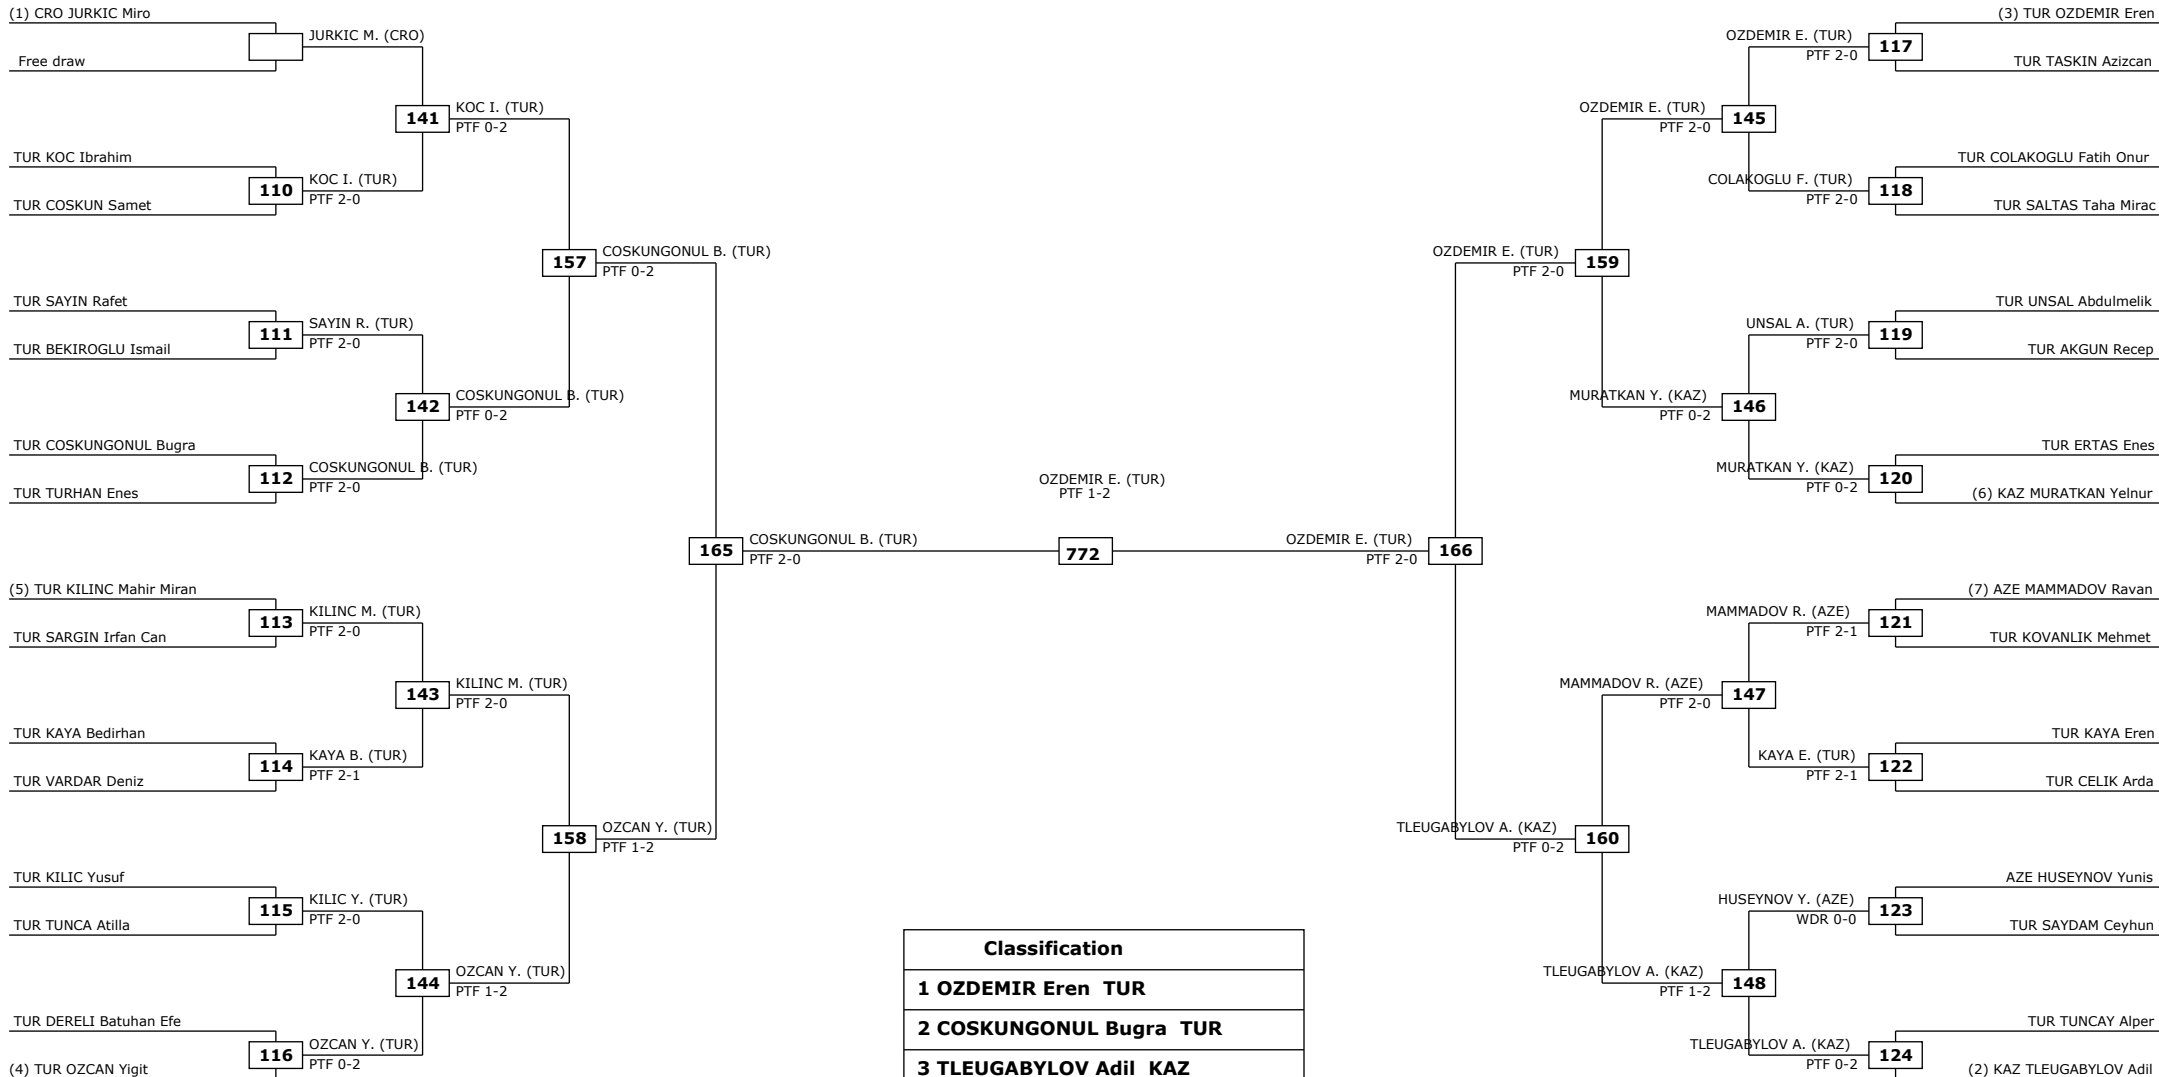 (1) CRO JURKIC Miro
Free draw
JURKIC M. (CRO)
141
KOC I. (TUR)
PTF 0-2
TUR KOC Ibrahim
110
KOC I. (TUR)
PTF 2-0
TUR COSKUN Samet
157
COSKUNGONUL B. (TUR)
PTF 0-2
TUR SAYIN Rafet
111
SAYIN R. (TUR)
PTF 2-0
TUR BEKIROGLU Ismail
142
COSKUNGONUL B. (TUR)
PTF 0-2
TUR COSKUNGONUL Bugra
112
COSKUNGONUL B. (TUR)
PTF 2-0
TUR TURHAN Enes
165
COSKUNGONUL B. (TUR)
PTF 2-0
(5) TUR KILINC Mahir Miran
113
KILINC M. (TUR)
PTF 2-0
TUR SARGIN Irfan Can
143
KILINC M. (TUR)
PTF 2-0
TUR KAYA Bedirhan
114
KAYA B. (TUR)
PTF 2-1
TUR VARDAR Deniz
158
OZCAN Y. (TUR)
PTF 1-2
TUR KILIC Yusuf
115
KILIC Y. (TUR)
PTF 2-0
TUR TUNCA Atilla
144
OZCAN Y. (TUR)
PTF 1-2
TUR DERELI Batuhan Efe
116
OZCAN Y. (TUR)
PTF 0-2
(4) TUR OZCAN Yigit
OZDEMIR E. (TUR)
PTF 1-2
772
Classification
1 OZDEMIR Eren TUR
2 COSKUNGONUL Bugra TUR
3 TLEUGABYLOV Adil KAZ
(3) TUR OZDEMIR Eren
OZDEMIR E. (TUR)
PTF 2-0
117
TUR TASKIN Azizcan
OZDEMIR E. (TUR)
PTF 2-0
145
TUR COLAKOGLU Fatih Onur
COLAKOGLU F. (TUR)
PTF 2-0
118
TUR SALTAS Taha Mirac
OZDEMIR E. (TUR)
PTF 2-0
159
TUR UNSAL Abdulmelik
UNSAL A. (TUR)
PTF 2-0
119
TUR AKGUN Recep
MURATKAN Y. (KAZ)
PTF 0-2
146
TUR ERTAS Enes
MURATKAN Y. (KAZ)
PTF 0-2
120
(6) KAZ MURATKAN Yelnur
OZDEMIR E. (TUR)
PTF 2-0
166
(7) AZE MAMMADOV Ravan
MAMMADOV R. (AZE)
PTF 2-1
121
TUR KOVANLIK Mehmet
MAMMADOV R. (AZE)
PTF 2-0
147
TUR KAYA Eren
KAYA E. (TUR)
PTF 2-1
122
TUR CELIK Arda
TLEUGABYLOV A. (KAZ)
PTF 0-2
160
AZE HUSEYNOV Yunis
HUSEYNOV Y. (AZE)
WDR 0-0
123
TUR SAYDAM Ceyhun
TLEUGABYLOV A. (KAZ)
PTF 1-2
148
TUR TUNCAY Alper
TLEUGABYLOV A. (KAZ)
PTF 0-2
124
(2) KAZ TLEUGABYLOV Adil